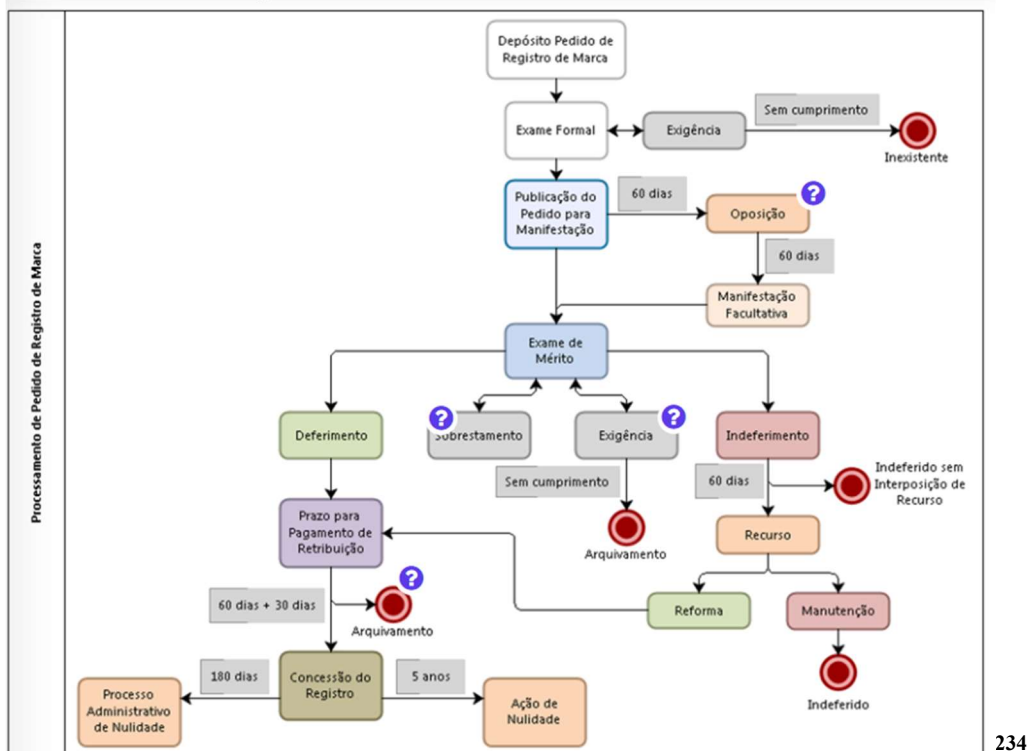 Processamento de Pedido de Registro de Marca
Depósito Pedido de
Registro de Marca
Exame Formal
Exigência
Sem cumprimento
Inexistente
Publicação do
Pedido para
Manifestação
60 dias
Oposição
?
60 dias
Manifestação
Facultativa
Exame de
Mérito
Deferimento
?
Sobrestamento
?
Exigência
Indeferimento
Sem cumprimento
Arquivamento
60 dias
Indeferido sem
Interposição de
Recurso
Prazo para
Pagamento de
Retribuição
Recurso
60 dias + 30 dias
?
Arquivamento
Reforma
Manutenção
Indeferido
180 dias
Concessão do
Registro
5 anos
Processo
Administrativo
de Nulidade
Ação de
Nulidade
234